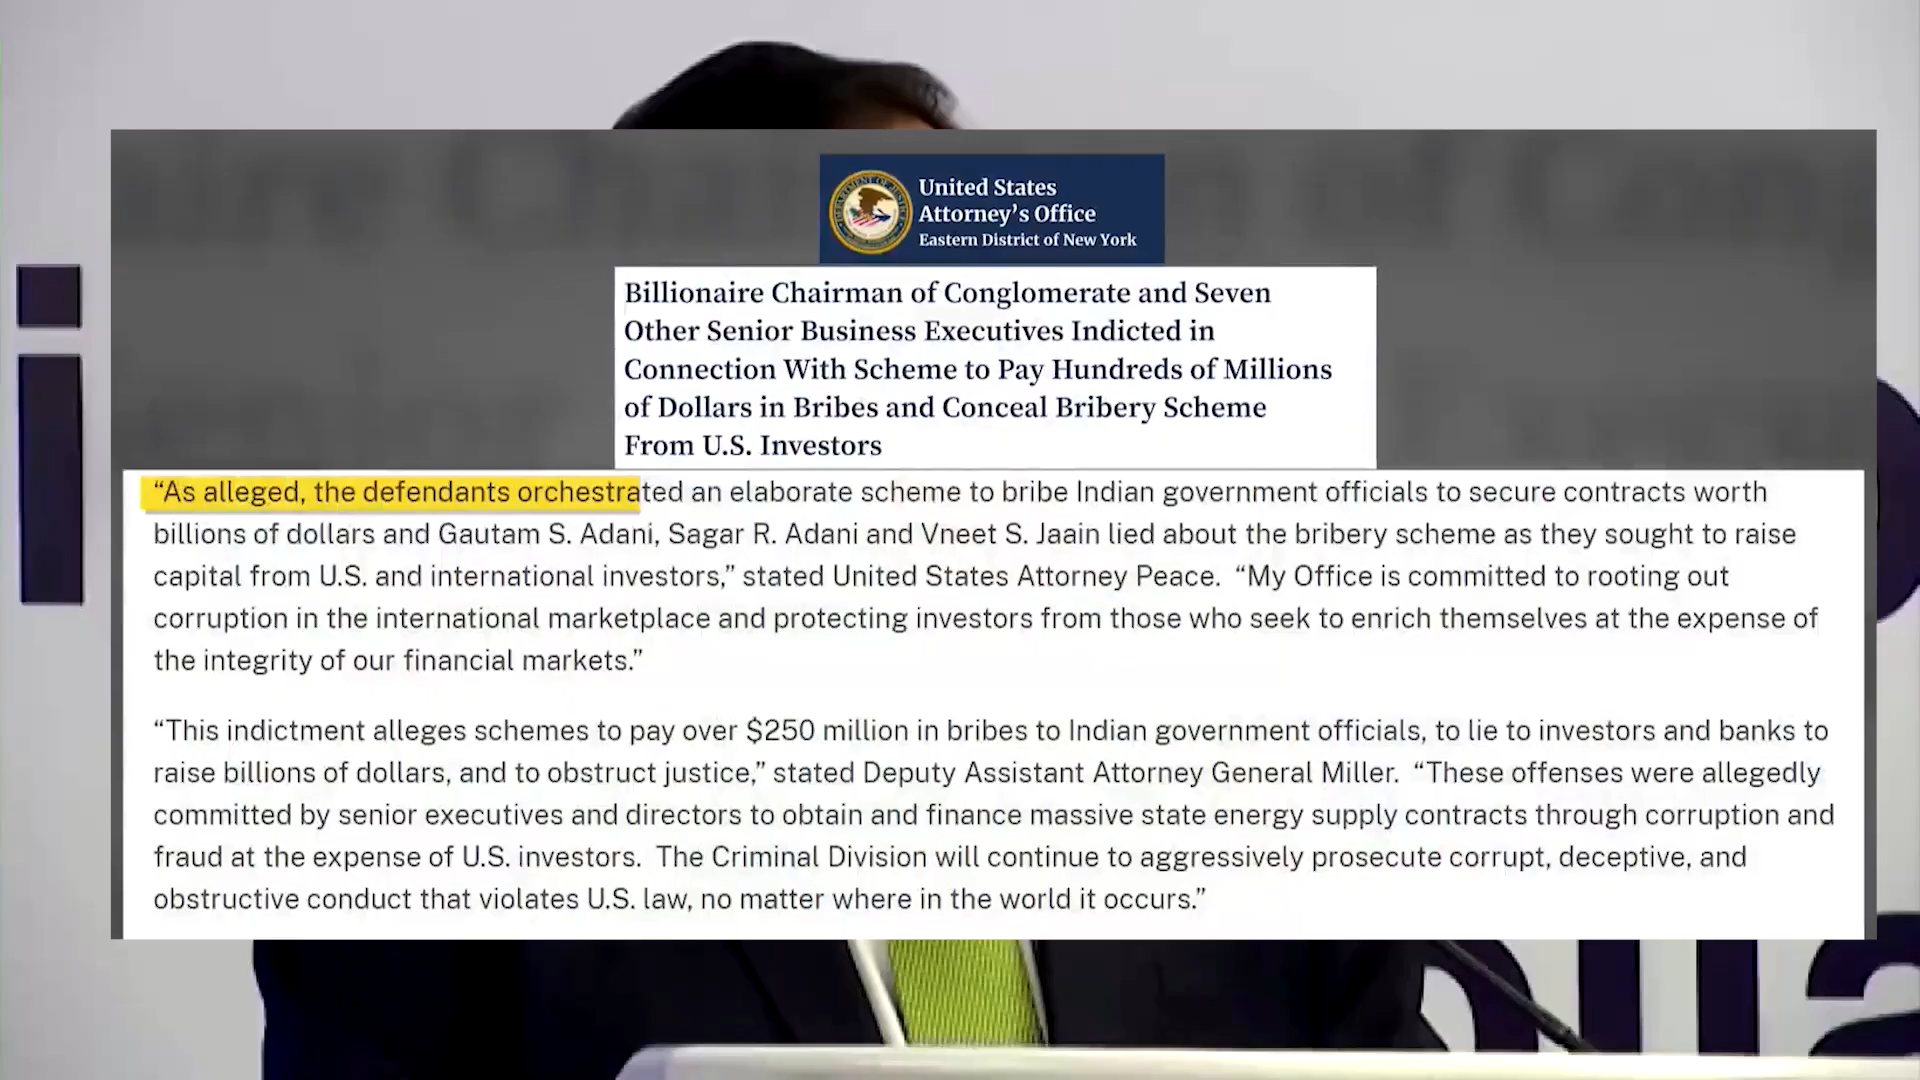 United States
Attorney’s Office
Eastern District of New York
Billionaire Chairman of Conglomerate and Seven
Other Senior Business Executives Indicted in
Connection With Scheme to Pay Hundreds of Millions
of Dollars in Bribes and Conceal Bribery Scheme
From U.S. Investors
“As alleged, the defendants orchestrated an elaborate scheme to bribe Indian government officials to secure contracts worth
billions of dollars and Gautam S. Adani, Sagar R. Adani and Vneet S. Jaain lied about the bribery scheme as they sought to raise
capital from U.S. and international investors,” stated United States Attorney Peace.  “My Office is committed to rooting out
corruption in the international marketplace and protecting investors from those who seek to enrich themselves at the expense of
the integrity of our financial markets.”
“This indictment alleges schemes to pay over $250 million in bribes to Indian government officials, to lie to investors and banks to
raise billions of dollars, and to obstruct justice,” stated Deputy Assistant Attorney General Miller.  “These offenses were allegedly
committed by senior executives and directors to obtain and finance massive state energy supply contracts through corruption and
fraud at the expense of U.S. investors.  The Criminal Division will continue to aggressively prosecute corrupt, deceptive, and
obstructive conduct that violates U.S. law, no matter where in the world it occurs.”